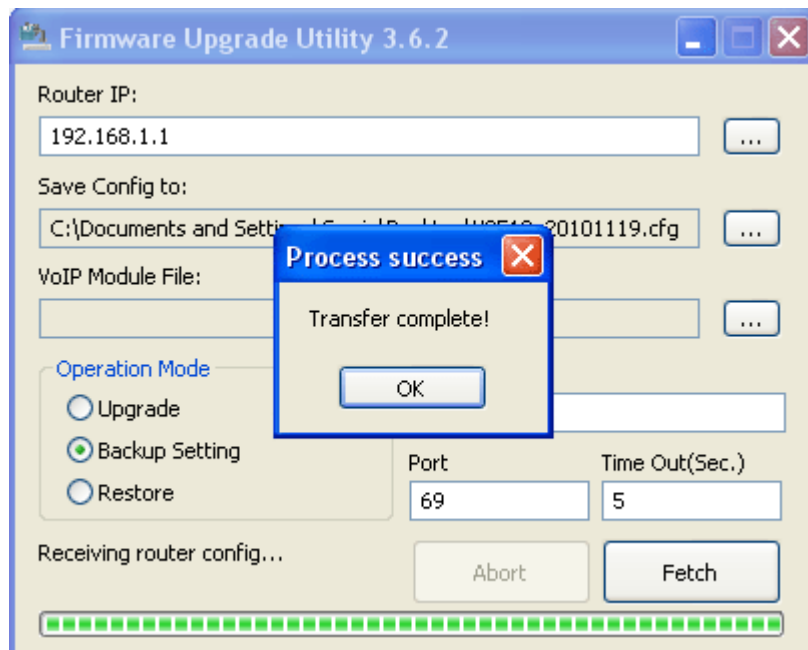 Firmware Upgrade Utility 3.6.2
Router IP:
192.168.1.1
...
Save Config to:
C:\Documents and 20101119.cfg
...
Process success
VoIP Module File:
Transfer complete!
...
OK
Operation Mode
Upgrade
Backup Setting
Restore
Port
Time Out(Sec.)
69
5
Receiving router config...
Abort
Fetch